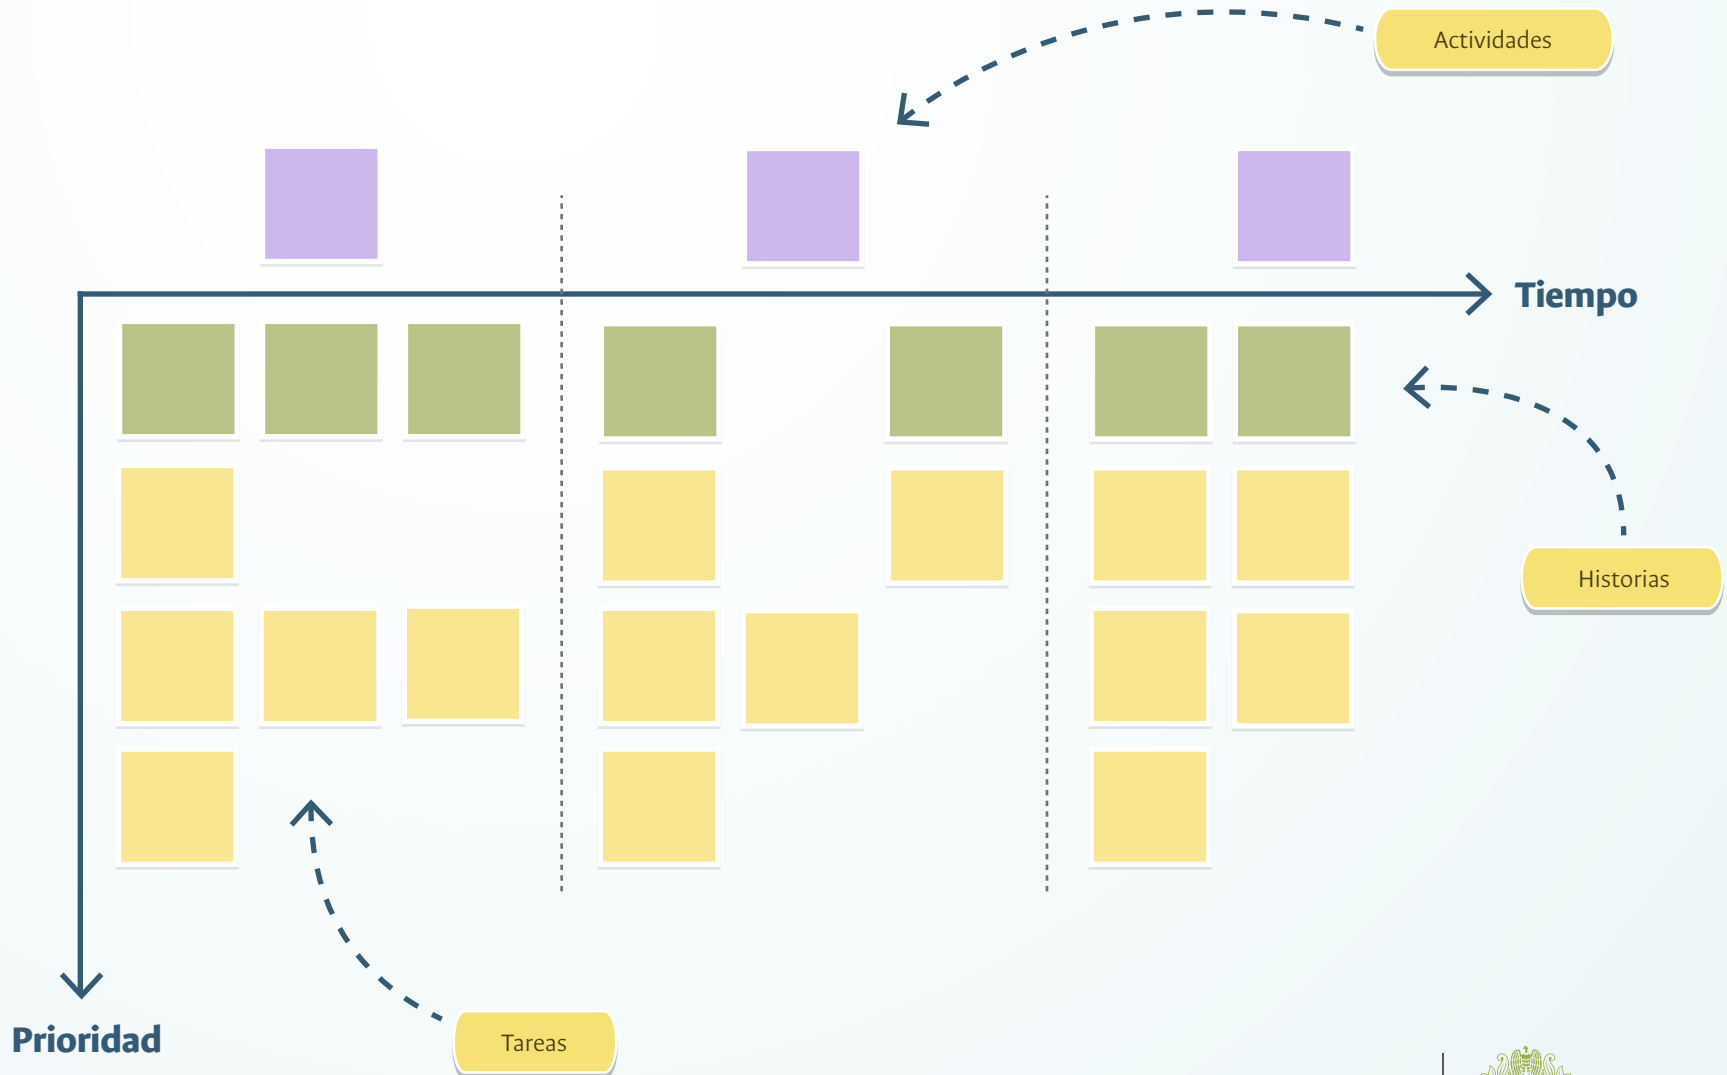 Actividades
Tiempo
Historias
Prioridad
Tareas